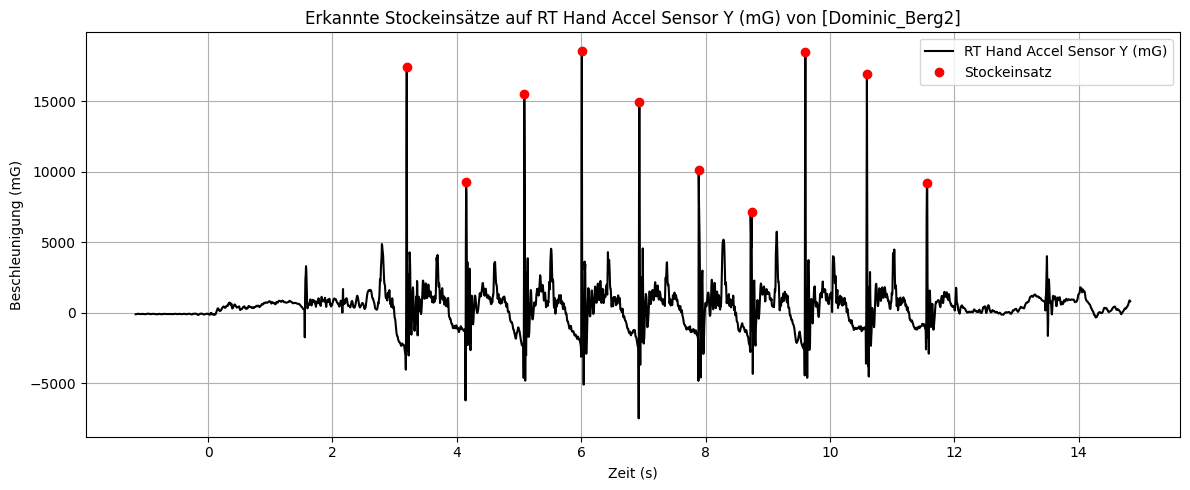 Erkannte Stockeinsätze auf RT Hand Accel Sensor Y (mG) von [Dominic_Berg2]
RT Hand Accel Sensor Y (mG)
Stockeinsatz
Beschleunigung (mG)
15000
10000
5000
0
−5000
0 2 4 6 8 10 12 14
Zeit (s)